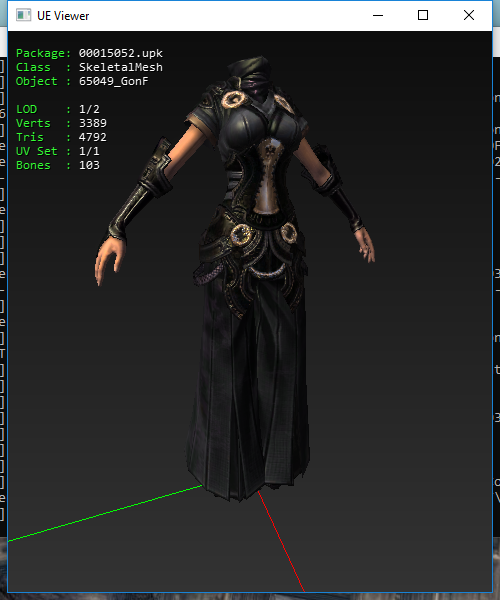 UE Viewer
Package: 00015052.upk
Class  : SkeletalMesh
Object : 65049_GonF
LOD    : 1/2
Verts  : 3389
Tris   : 4792
UV Set : 1/1
Bones  : 103